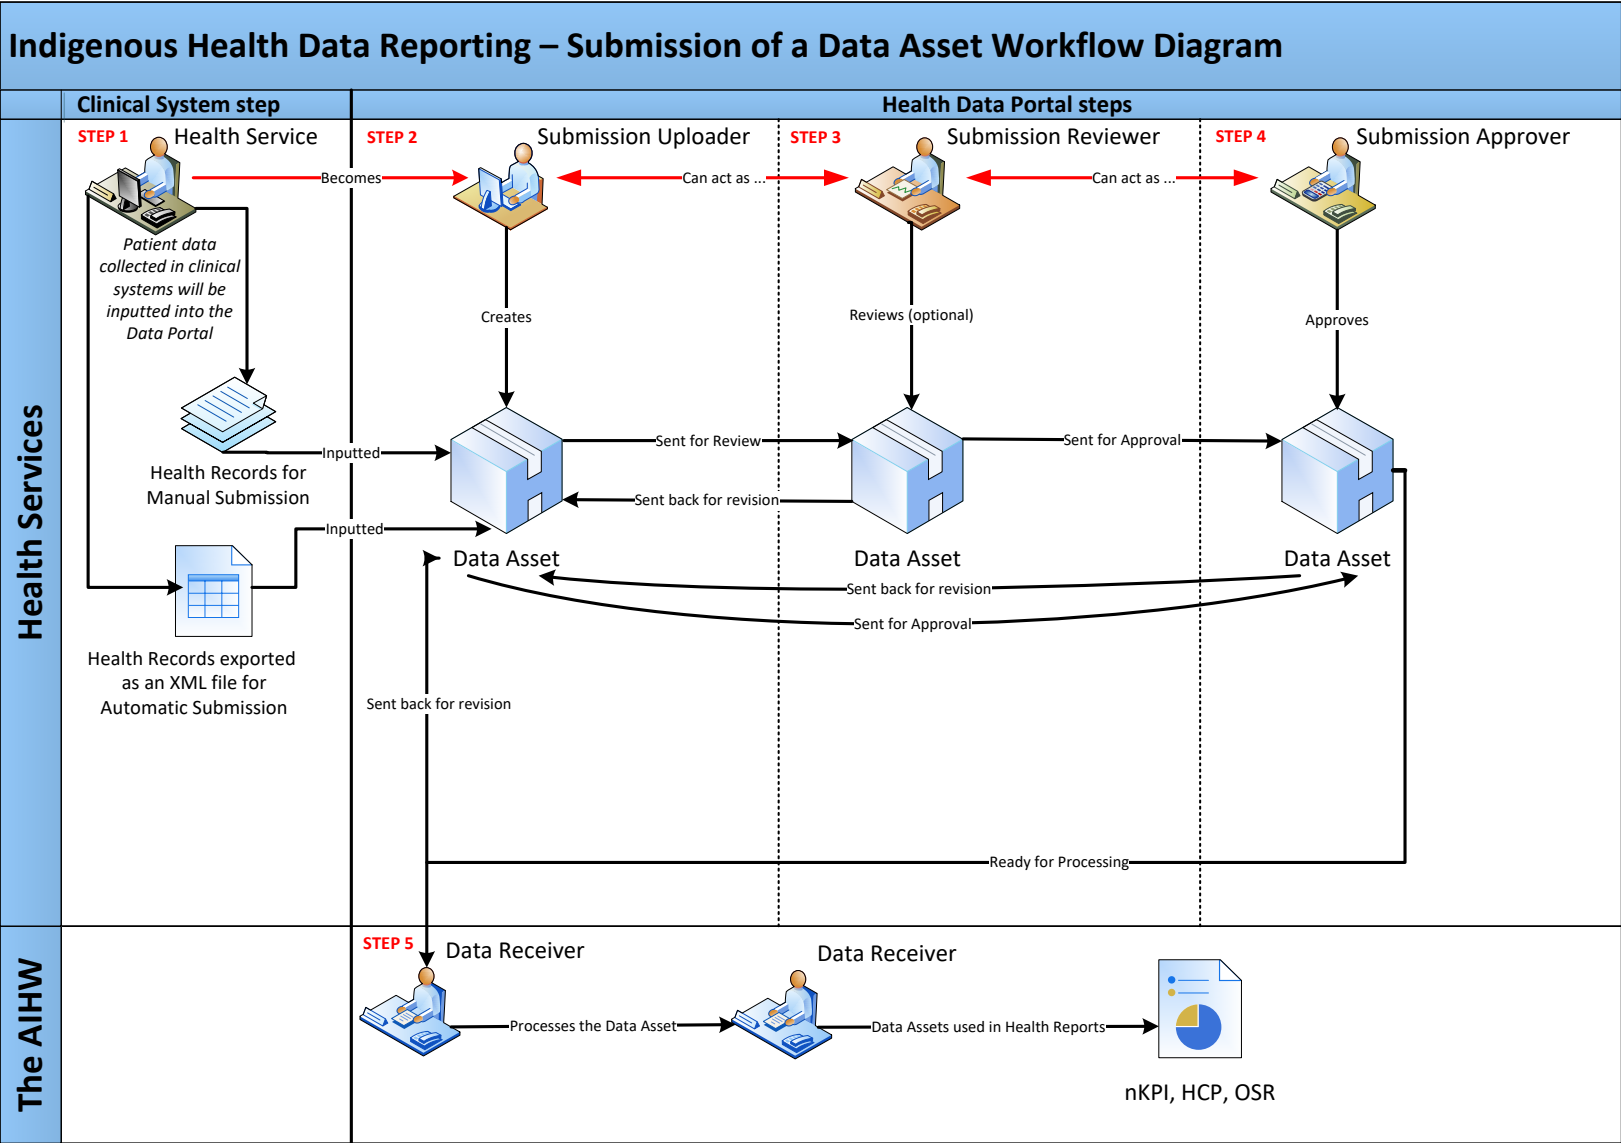 Indigenous Health Data Reporting – Submission of a Data Asset Workflow Diagram
Clinical System step
Health Data Portal steps
Health Services
STEP 1
Health Service
STEP 2
Submission Uploader
STEP 3
Submission Reviewer
STEP 4
Submission Approver
Becomes
Can act as ...
Can act as ...
Patient data
collected in clinical
systems will be
inputted into the
Data Portal
Creates
Reviews (optional)
Approves
Health Records for
Manual Submission
Inputted
Sent for Review
Sent for Approval
Sent back for revision
Inputted
Data Asset
Data Asset
Data Asset
Sent back for revision
Sent for Approval
Health Records exported
as an XML file for
Automatic Submission
Sent back for revision
Ready for Processing
The AIHW
STEP 5
Data Receiver
Data Receiver
Processes the Data Asset
Data Assets used in Health Reports
nKPI, HCP, OSR